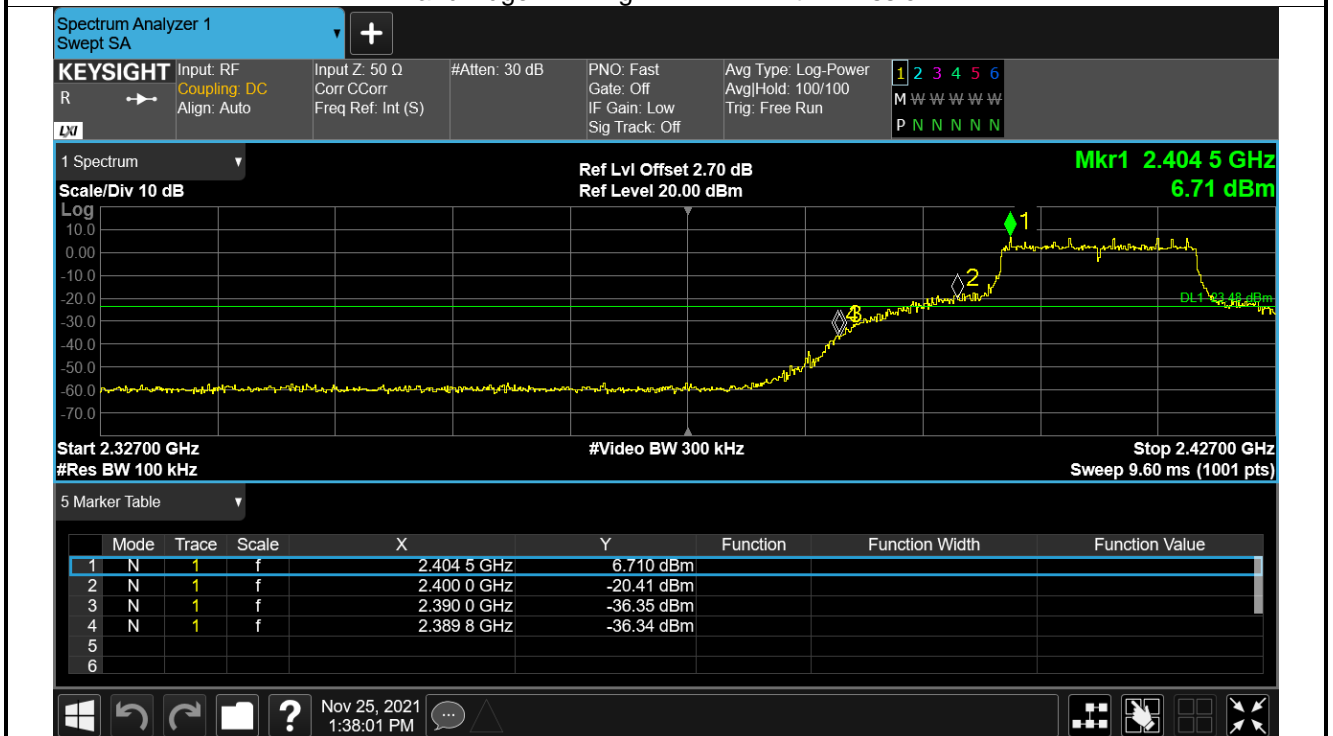 Spectrum Analyzer 1
Swept SA
+
KEYSIGHT Input: RF Input Z: 50 Ω #Atten: 30 dB PNO: Fast Avg Type: Log-Power 1 2 3 4 5 6
R Coupling: DC Corr CCorr Gate: Off Avg|Hold: 100/100 M W W W W W
Align: Auto Freq Ref: Int (S) IF Gain: Low Trig: Free Run
LXI Sig Track: Off P N N N N N
1 Spectrum Ref Lvl Offset 2.70 dB Mkr1 2.404 5 GHz
Scale/Div 10 dB Ref Level 20.00 dBm 6.71 dBm
Log
10.0
0.00
-10.0
-20.0
-30.0
-40.0
-50.0
-60.0
-70.0
1
2
DL1 -23.48 dBm
Start 2.32700 GHz #Video BW 300 kHz Stop 2.42700 GHz
#Res BW 100 kHz Sweep 9.60 ms (1001 pts)
5 Marker Table
Mode Trace Scale X Y Function Function Width Function Value
1 N 1 f 2.404 5 GHz 6.710 dBm
2 N 1 f 2.400 0 GHz -20.41 dBm
3 N 1 f 2.390 0 GHz -36.35 dBm
4 N 1 f 2.389 8 GHz -36.34 dBm
5
6
? Nov 25, 2021
1:38:01 PM